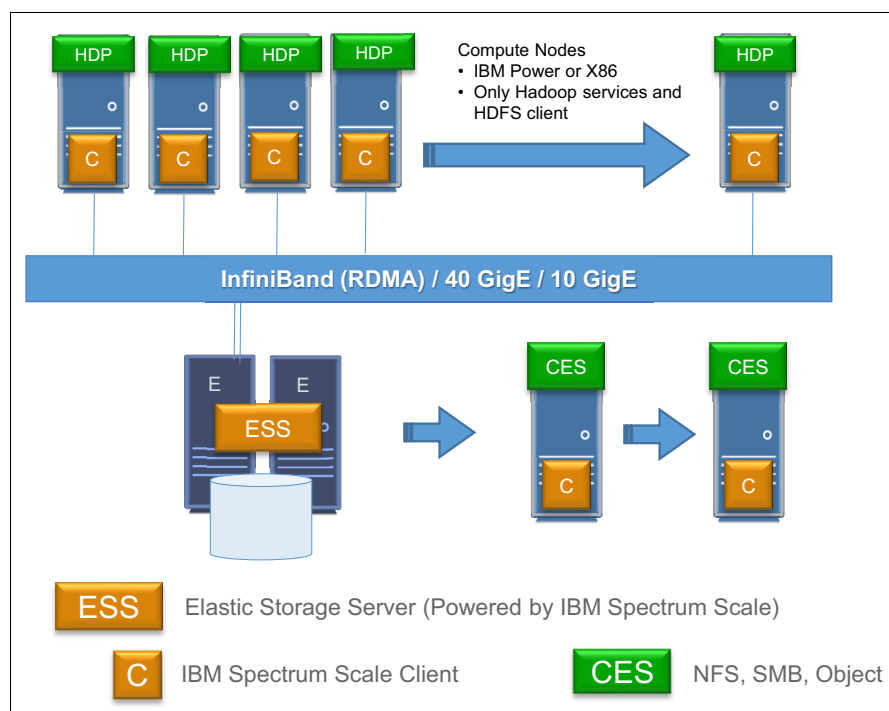 HDP
HDP
HDP
HDP
Compute Nodes
• IBM Power or X86
• Only Hadoop services and
HDFS client
HDP
C
C
C
C
C
InfiniBand (RDMA) / 40 GigE / 10 GigE
E
E
ESS
CES
CES
C
C
ESS
Elastic Storage Server (Powered by IBM Spectrum Scale)
C
IBM Spectrum Scale Client
CES
NFS, SMB, Object